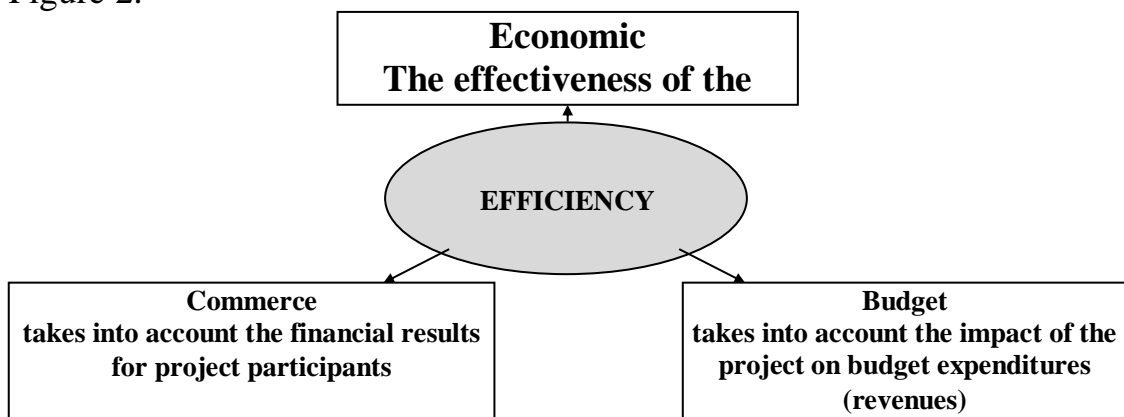 Figure 2.
Economic
The effectiveness of the
EFFICIENCY
Commerce
takes into account the financial results
for project participants
Budget
takes into account the impact of the
project on budget expenditures
(revenues)